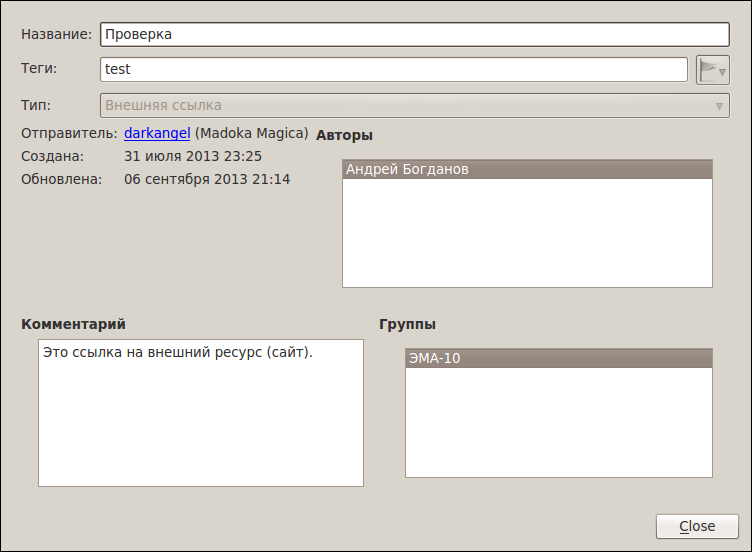 Название: Проверка
Теги: test
Тип: Внешняя ссылка
Отправитель: darkangel (Madoka Magica) Авторы
Создана: 31 июля 2013 23:25
Андрей Богданов
Обновлена: 06 сентября 2013 21:14
Комментарий Группы
Это ссылка на внешний ресурс (сайт).
ЭМА-10
Close